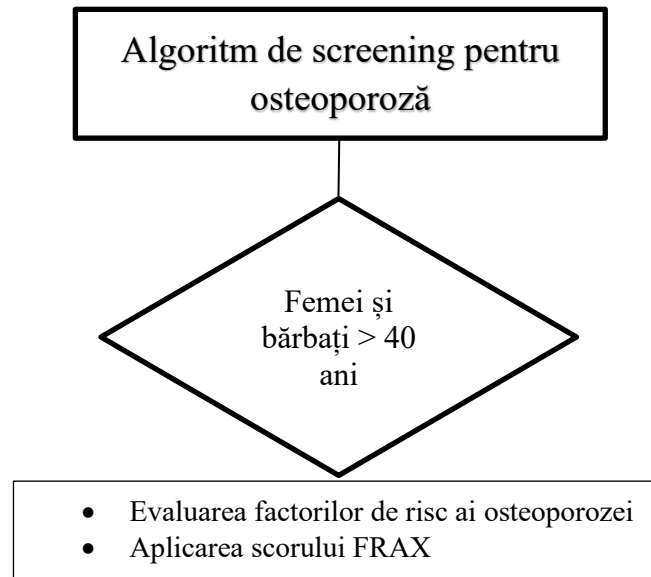 Algoritm de screening pentru
osteoporoză
Femei și
bărbați > 40
ani
• Evaluarea factorilor de risc ai osteoporozei
• Aplicarea scorului FRAX